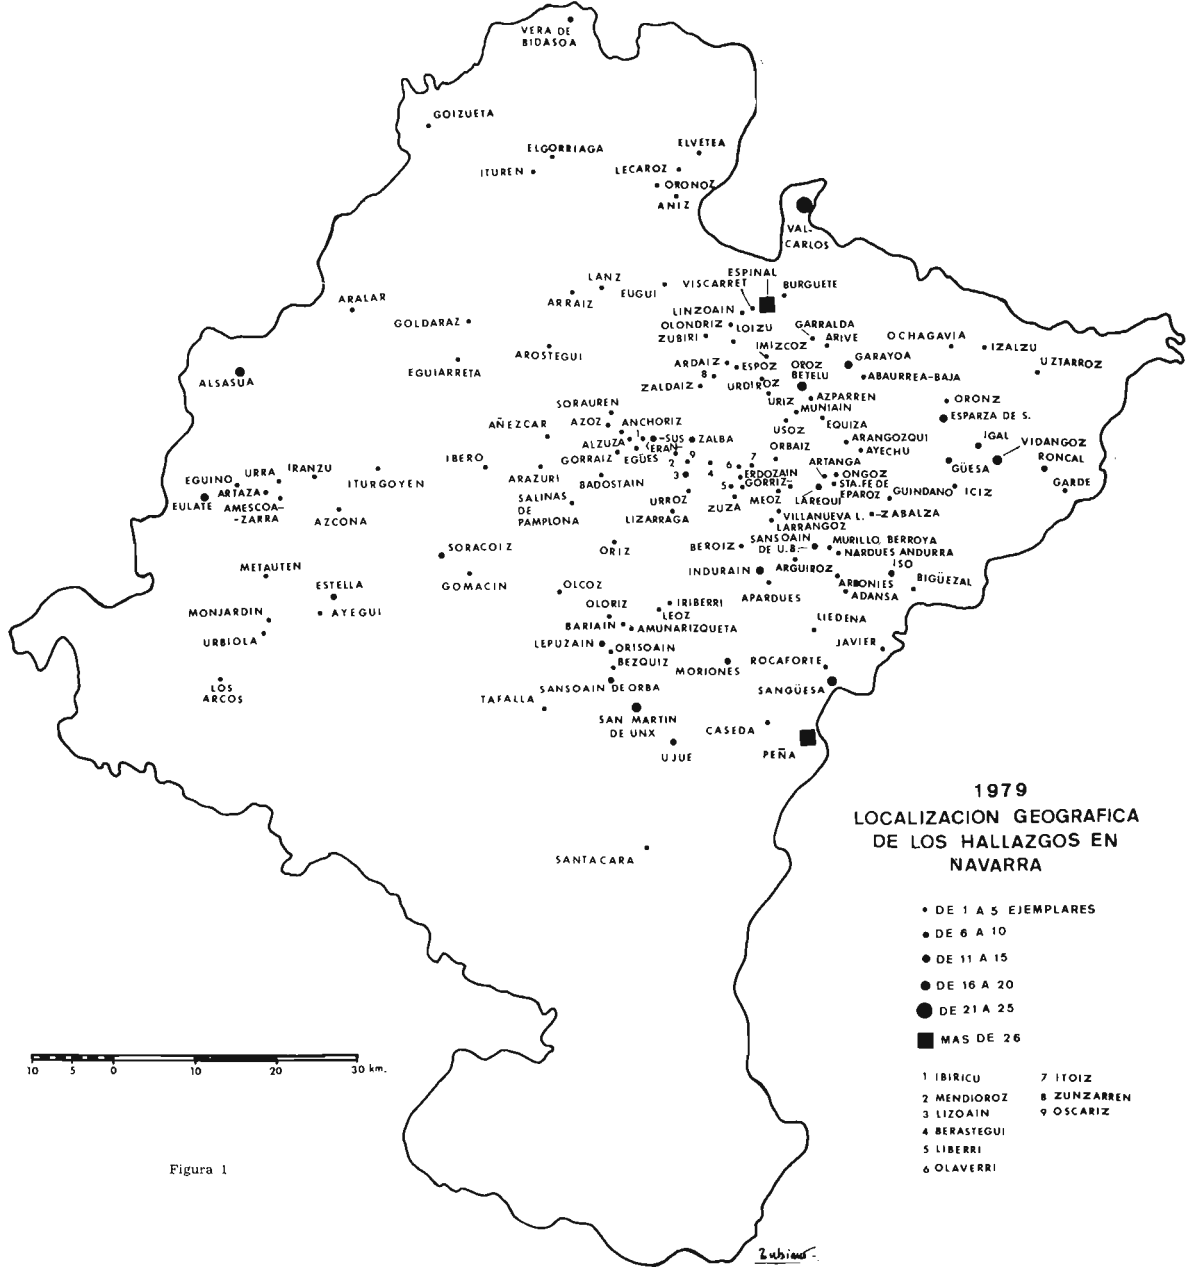 VERA DE
BIDASOA
GOIZUETA
ELGORRIAGA
ITUREN
ELVETEA
LECAROZ
ORONOZ
ANIZ
VAL-
CARLOS
ESPINAL
VISCARRET
BURGUETE
LANZ
EUGUI
ARRAIZ
ARALAR
GOLDARAZ
LINZOAIN
OLONDRIZ
LOIZU
GARRALDA
ZUBIRI
ARIVE
OCHAGAVIA
IZALZU
IMIZCOZ
AROSTEGUI
UZTARROZ
EGUIARRETA
ARDAIZ
ESPOZ
OROZ
BETELU
GARAYOA
ALSASUA
8
ABAURREA-BAJA
ZALDAIZ
URDIROZ
URIZ
AZPARREN
ORONZ
SORAUREN
MUNIAIN
ESPARZA DE S.
AZOZ
ANCHORIZ
USOZ
EQUIZA
AÑEZCAR
ALZUZA
1
-SUS
ZALBA
ARANGOZQUI
IGAL
VIDANGOZ
(ERAN)
ORBAIZ
AYECHU
GORRAIZ
EGÜES
9
IBERO
2
6
7
ARTANGA
GÜESA
RONCAL
EGUINO
URRA
IRANZU
ITURGOYEN
ARAZURI
BADOSTAIN
3
4
ERDOZAIN
ONGOZ
GARDE
ARTAZA
5
GORRIZ-
STA.FE DE
EPAROZ
GUINDANO
ICIZ
EULATE
AMESCOA-
-ZARRA
SALINAS
DE
PAMPLONA
URROZ
ZUZA
MEOZ
LAREQUI
AZCONA
LIZARRAGA
VILLANUEVA L.
-ZABALZA
LARRANGOZ
SORACOIZ
ORIZ
BEROIZ
SANSOAIN
DE U.B.-
MURILLO, BERROYA
NARDUES ANDURRA
METAUTEN
GOMACIN
INDURAIN
ARGUIROZ
ISO
ESTELLA
OLCOZ
APARDUES
ARBONIES
BIGÜEZAL
ADANSA
MONJARDIN
AYEGUI
OLORIZ
IRIBERRI
LEOZ
LIEDENA
URBIOLA
BARIAIN
AMUNARIZQUETA
JAVIER
LEPUZAIN
ORISOAIN
BEZQUIZ
MORIONES
ROCAFORTE
LOS
ARCOS
TAFALLA
SANSOAIN DE ORBA
SANGÜESA
SAN MARTIN
DE UNX
CASEDA
UJUE
PEÑA
SANTACARA
1979
LOCALIZACION GEOGRAFICA
DE LOS HALLAZGOS EN
NAVARRA
DE 1 A 5 EJEMPLARES
DE 6 A 10
DE 11 A 15
DE 16 A 20
DE 21 A 25
MAS DE 26
1 IBIRICU
2 MENDIOROZ
3 LIZOAIN
4 BERASTEGUI
5 LIBERRI
6 OLAVERRI
7 ITOIZ
8 ZUNZARREN
9 OSCARIZ
10 5 0 10 20 30 km.
Figura 1